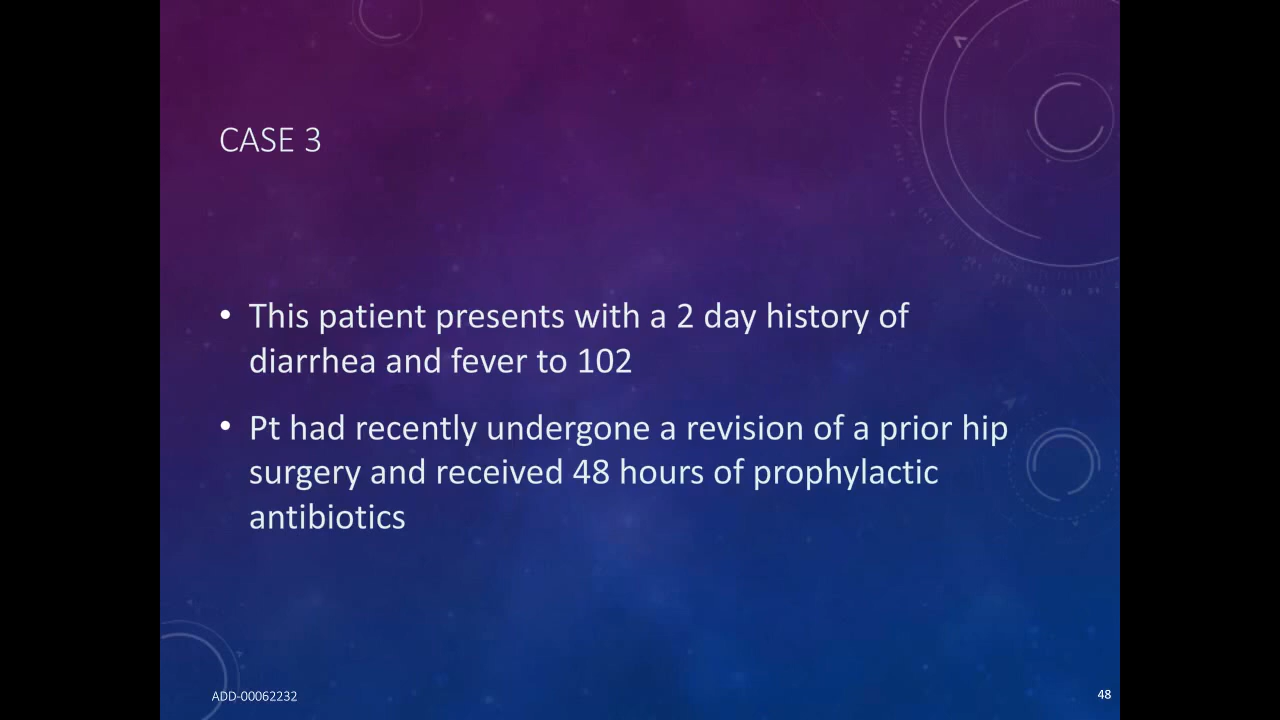 CASE 3
• This patient presents with a 2 day history of
diarrhea and fever to 102
• Pt had recently undergone a revision of a prior hip
surgery and received 48 hours of prophylactic
antibiotics
ADD-00062232
48